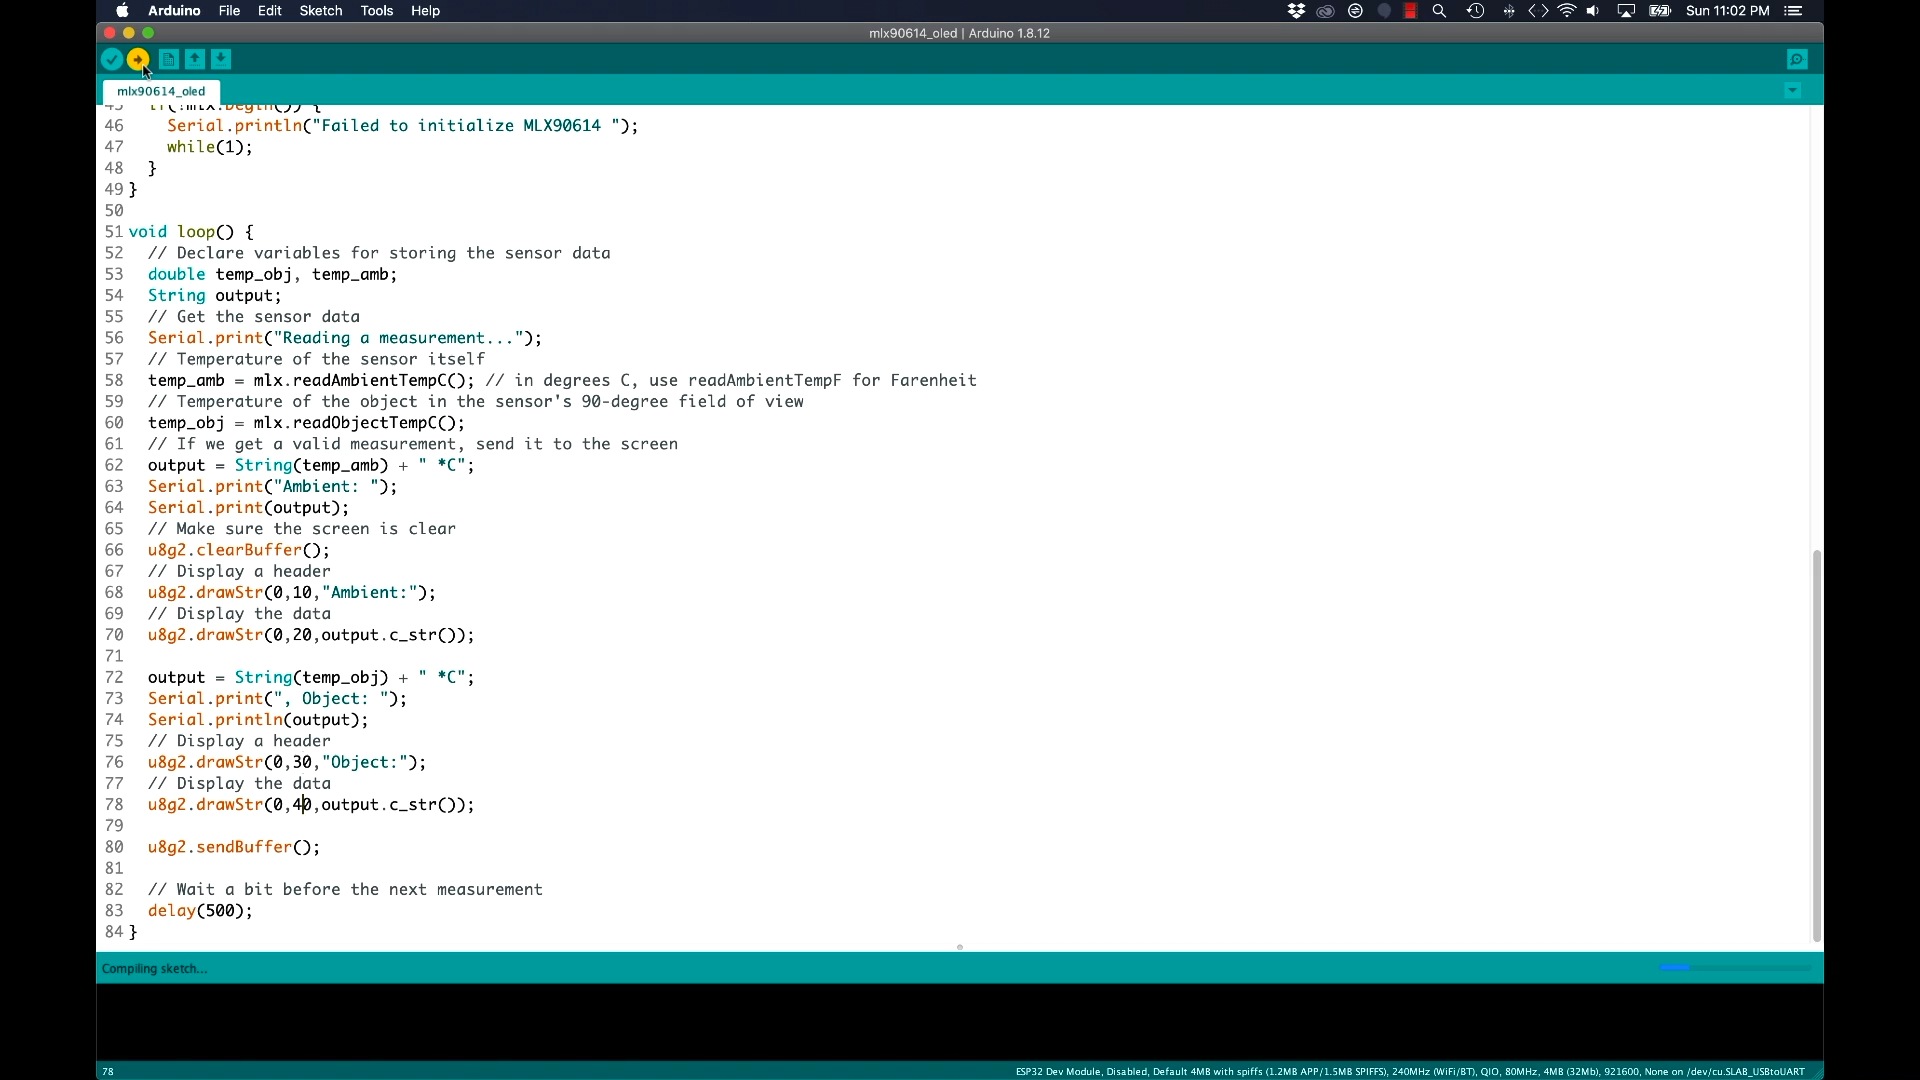 Arduino File Edit Sketch Tools Help Sun 11:02 PM
mlx90614_oled | Arduino 1.8.12
mlx90614_oled
45 if(!mlx.begin()) {
46 Serial.println("Failed to initialize MLX90614 ");
47 while(1);
48 }
49 }
50
51 void loop() {
52 // Declare variables for storing the sensor data
53 double temp_obj, temp_amb;
54 String output;
55 // Get the sensor data
56 Serial.print("Reading a measurement...");
57 // Temperature of the sensor itself
58 temp_amb = mlx.readAmbientTempC(); // in degrees C, use readAmbientTempF for Farenheit
59 // Temperature of the object in the sensor's 90-degree field of view
60 temp_obj = mlx.readObjectTempC();
61 // If we get a valid measurement, send it to the screen
62 output = String(temp_amb) + " *C";
63 Serial.print("Ambient: ");
64 Serial.print(output);
65 // Make sure the screen is clear
66 u8g2.clearBuffer();
67 // Display a header
68 u8g2.drawStr(0,10,"Ambient:");
69 // Display the data
70 u8g2.drawStr(0,20,output.c_str());
71
72 output = String(temp_obj) + " *C";
73 Serial.print(", Object: ");
74 Serial.println(output);
75 // Display a header
76 u8g2.drawStr(0,30,"Object:");
77 // Display the data
78 u8g2.drawStr(0,40,output.c_str());
79
80 u8g2.sendBuffer();
81
82 // Wait a bit before the next measurement
83 delay(500);
84 }
Compiling sketch...
78 ESP32 Dev Module, Disabled, Default 4MB with spiffs (1.2MB APP/1.5MB SPIFFS), 240MHz (WiFi/BT), QIO, 80MHz, 4MB (32Mb), 921600, None on /dev/cu.SLAB_USBtoUART